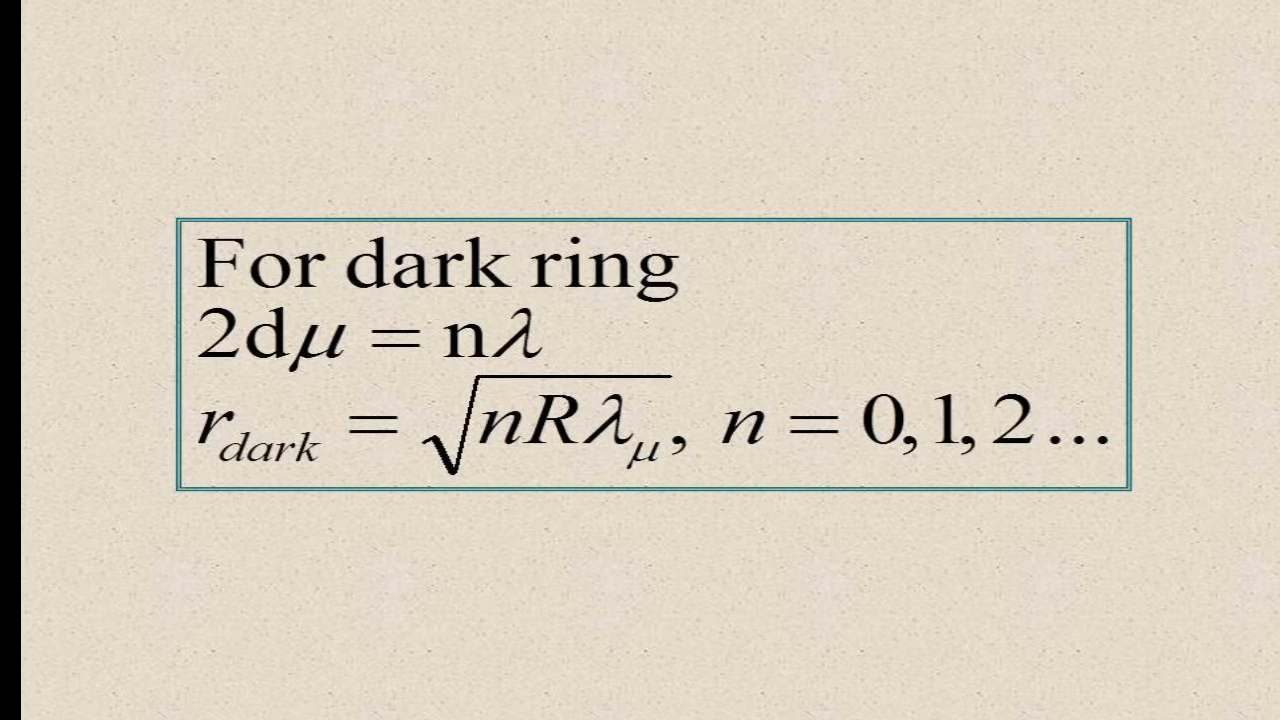 For dark ring
2dμ = nλ
r_dark = √nRλ_μ, n = 0,1,2...